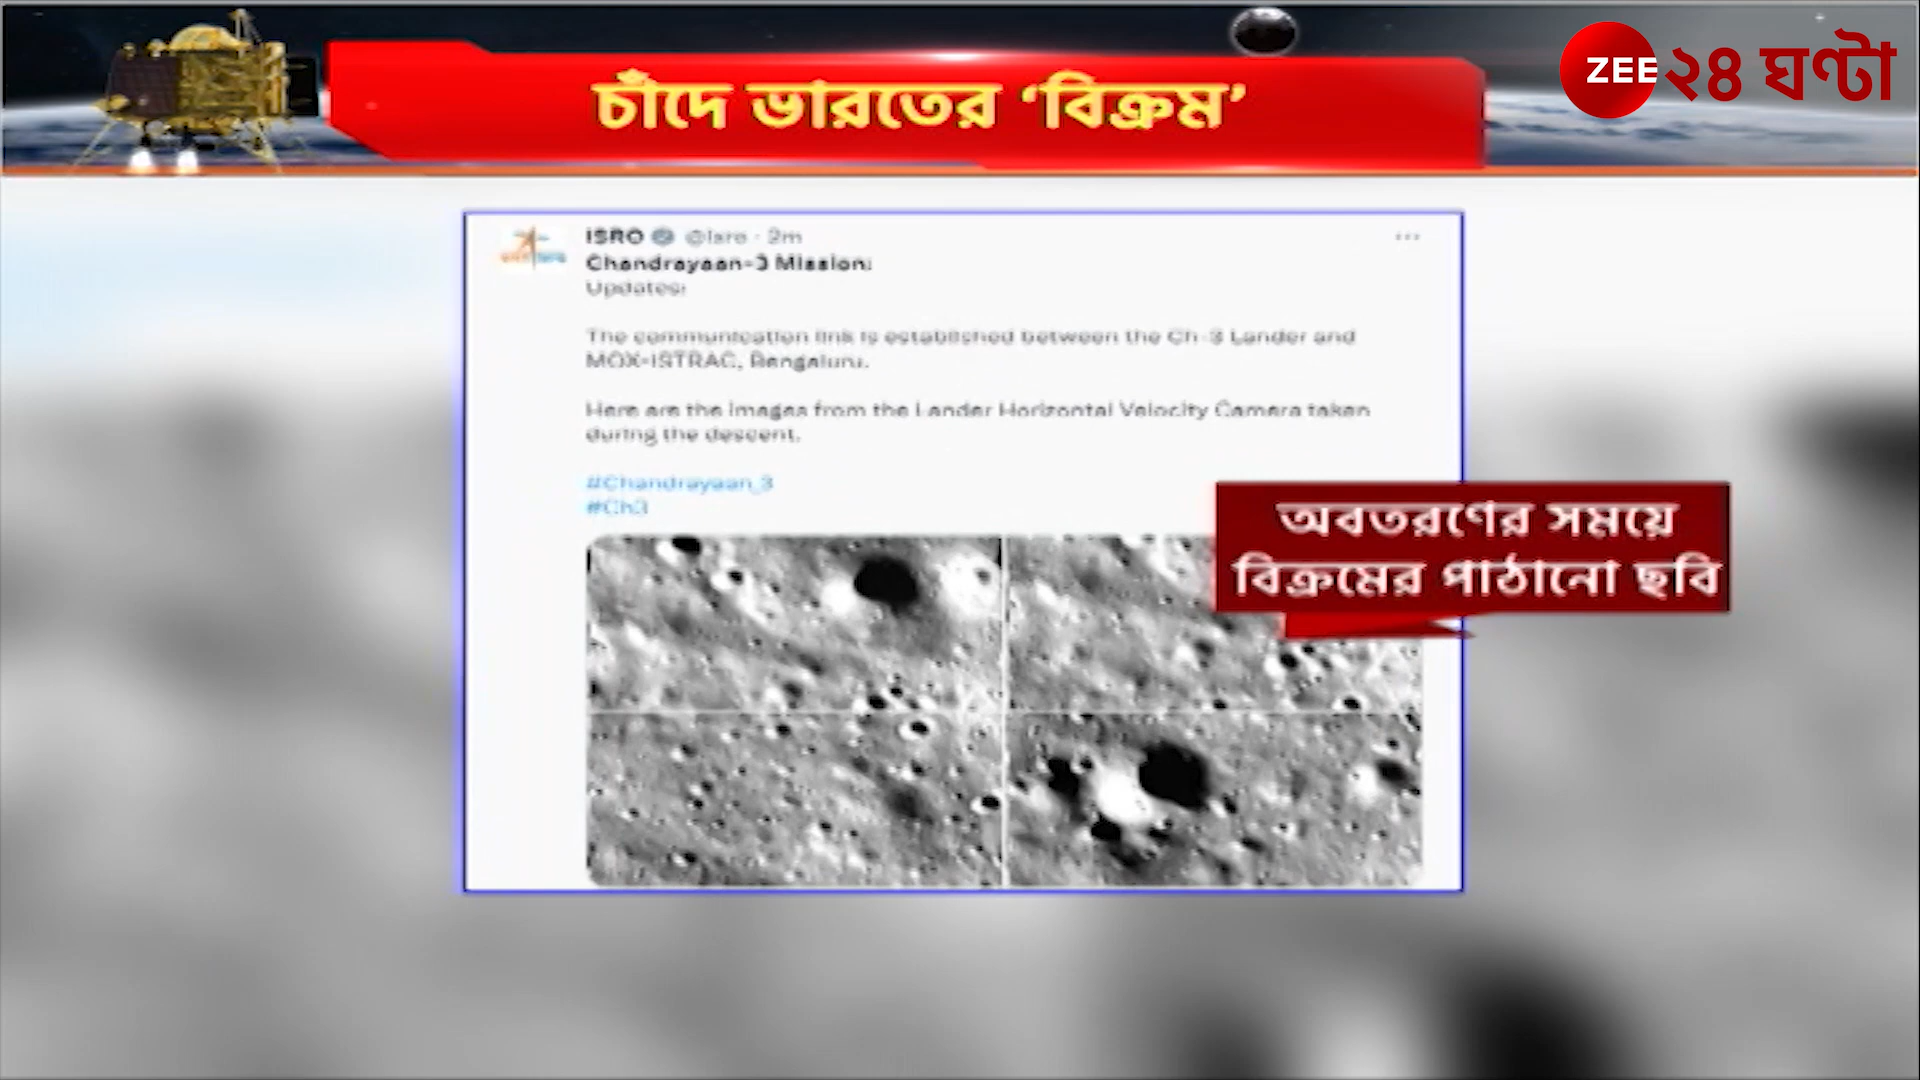 চাঁদে ভারতের ‘বিক্রম’
ZEE ২৪ ঘণ্টা
ISRO @isro · 2m
Chandrayaan-3 Mission:
Updates:
The communication link is established between the Ch-3 Lander and
MOX-ISTRAC, Bengaluru.
Here are the images from the Lander Horizontal Velocity Camera taken
during the descent.
#Chandrayaan_3
#Ch3
অবতরণের সময়ে
বিক্রমের পাঠানো ছবি